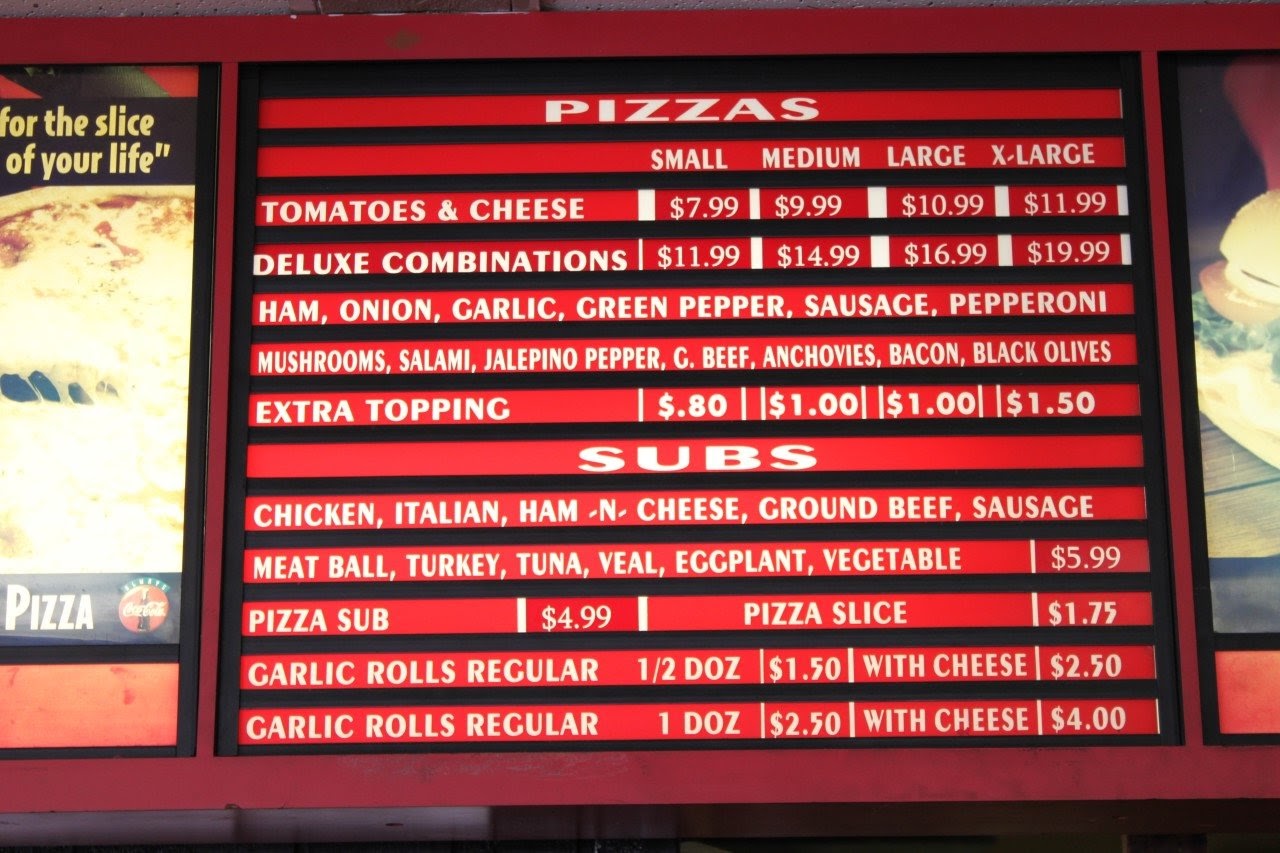 for the slice
of your life"
PIZZA
ALWAYS
Coca-Cola
PIZZAS
SMALL MEDIUM LARGE X-LARGE
TOMATOES & CHEESE $7.99 $9.99 $10.99 $11.99
DELUXE COMBINATIONS $11.99 $14.99 $16.99 $19.99
HAM, ONION, GARLIC, GREEN PEPPER, SAUSAGE, PEPPERONI
MUSHROOMS, SALAMI, JALEPINO PEPPER, G. BEEF, ANCHOVIES, BACON, BLACK OLIVES
EXTRA TOPPING $.80 $1.00 $1.00 $1.50
SUBS
CHICKEN, ITALIAN, HAM -N- CHEESE, GROUND BEEF, SAUSAGE
MEAT BALL, TURKEY, TUNA, VEAL, EGGPLANT, VEGETABLE $5.99
PIZZA SUB $4.99 PIZZA SLICE $1.75
GARLIC ROLLS REGULAR 1/2 DOZ $1.50 WITH CHEESE $2.50
GARLIC ROLLS REGULAR 1 DOZ $2.50 WITH CHEESE $4.00